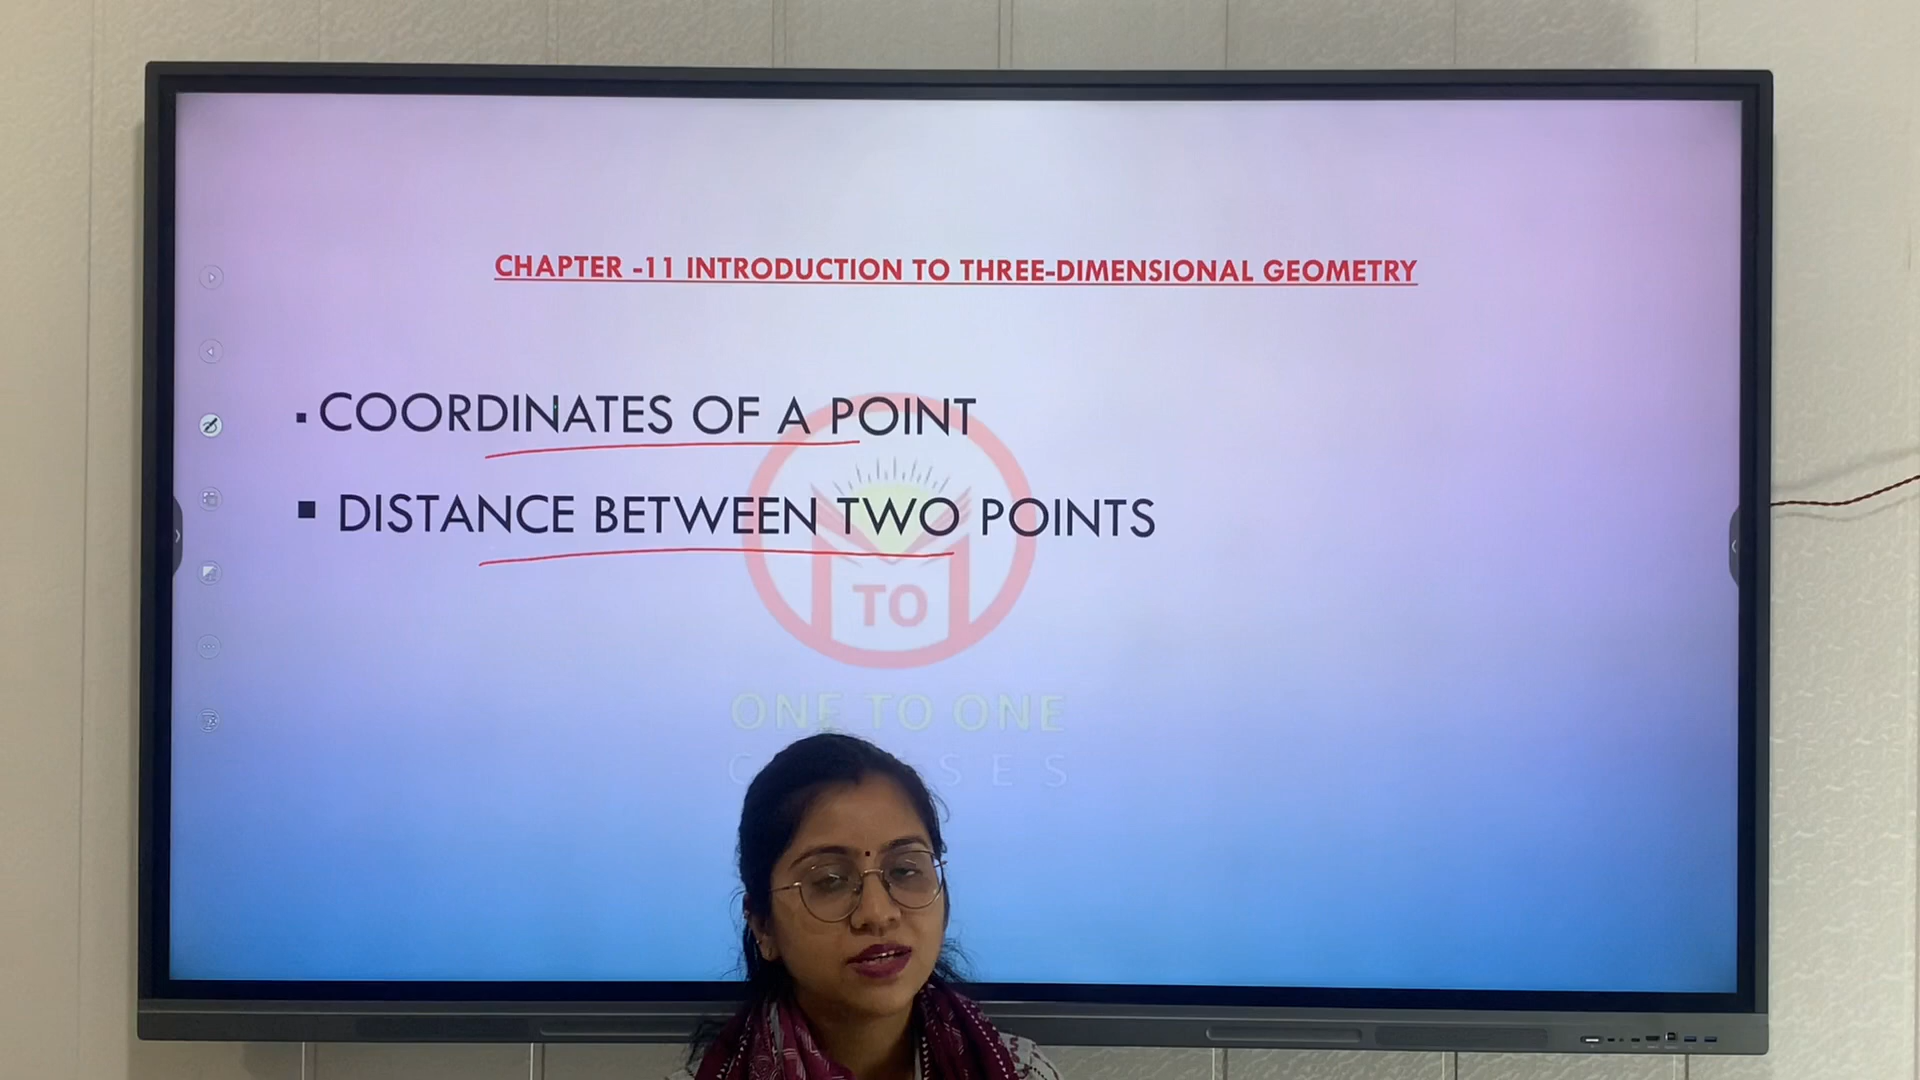 CHAPTER -11 INTRODUCTION TO THREE-DIMENSIONAL GEOMETRY
▪ COORDINATES OF A POINT
▪ DISTANCE BETWEEN TWO POINTS
TO
ONE TO ONE